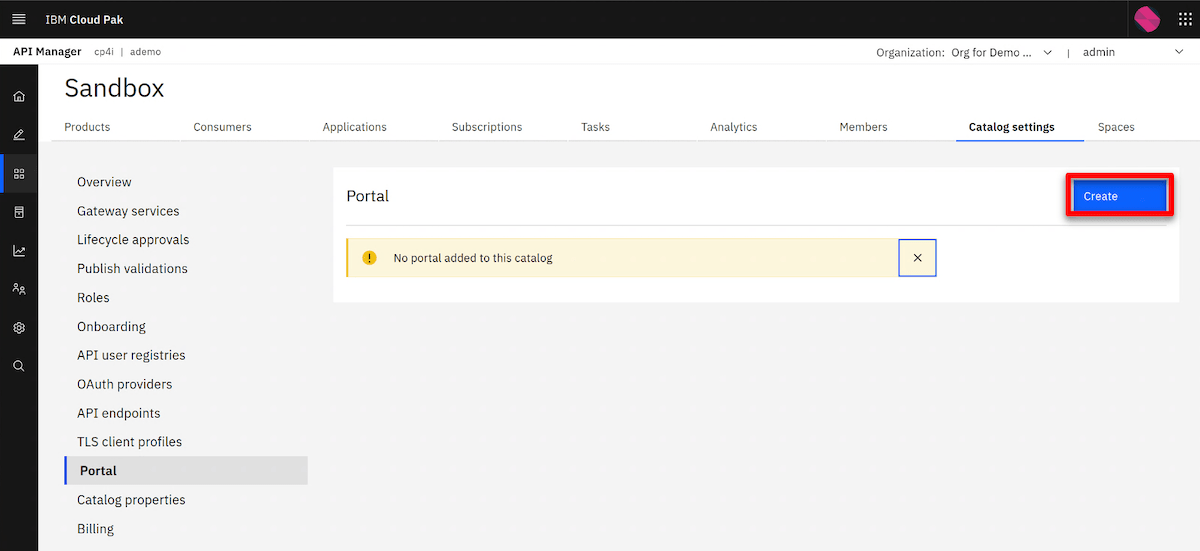 IBM Cloud Pak
API Manager cp4i | ademo Organization: Org for Demo ... | admin
Sandbox
Products Consumers Applications Subscriptions Tasks Analytics Members Catalog settings Spaces
Overview
Gateway services
Lifecycle approvals
Publish validations
Roles
Onboarding
API user registries
OAuth providers
API endpoints
TLS client profiles
Portal
Catalog properties
Billing
Portal
Create
No portal added to this catalog